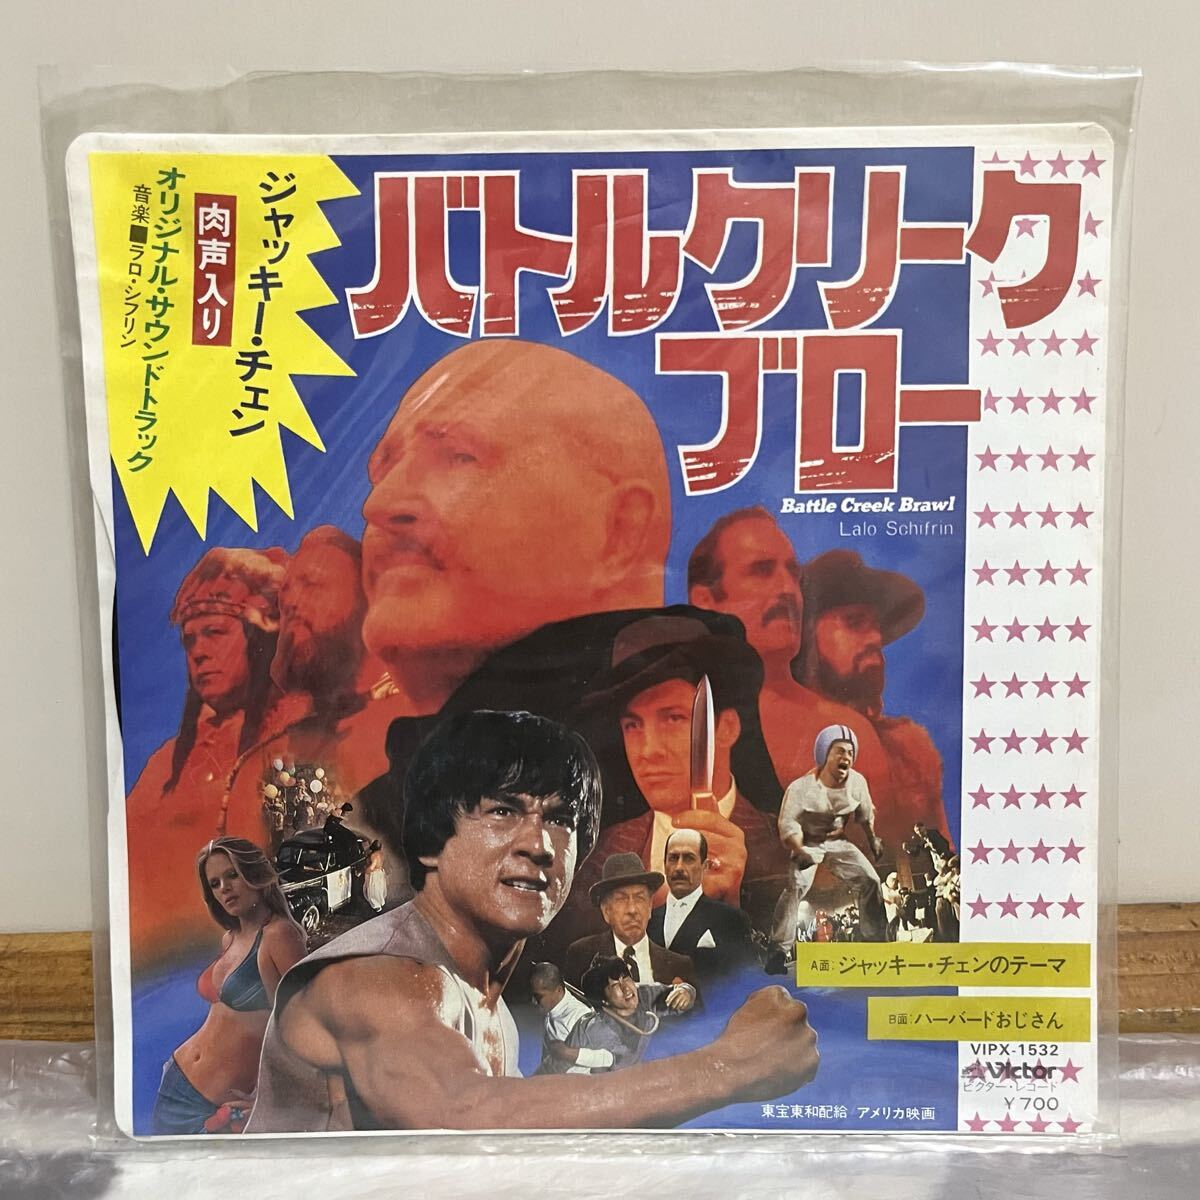 ジャッキー・チェン
肉声入り
オリジナル・サウンドトラック
音楽■ラロ・シフリン
バトルクリーク
ブロー
Battle Creek Brawl
Lalo Schifrin
A面:ジャッキー・チェンのテーマ
B面:ハーバードおじさん
VIPX-1532
Victor
ビクター・レコード
¥700
東宝東和配給 アメリカ映画